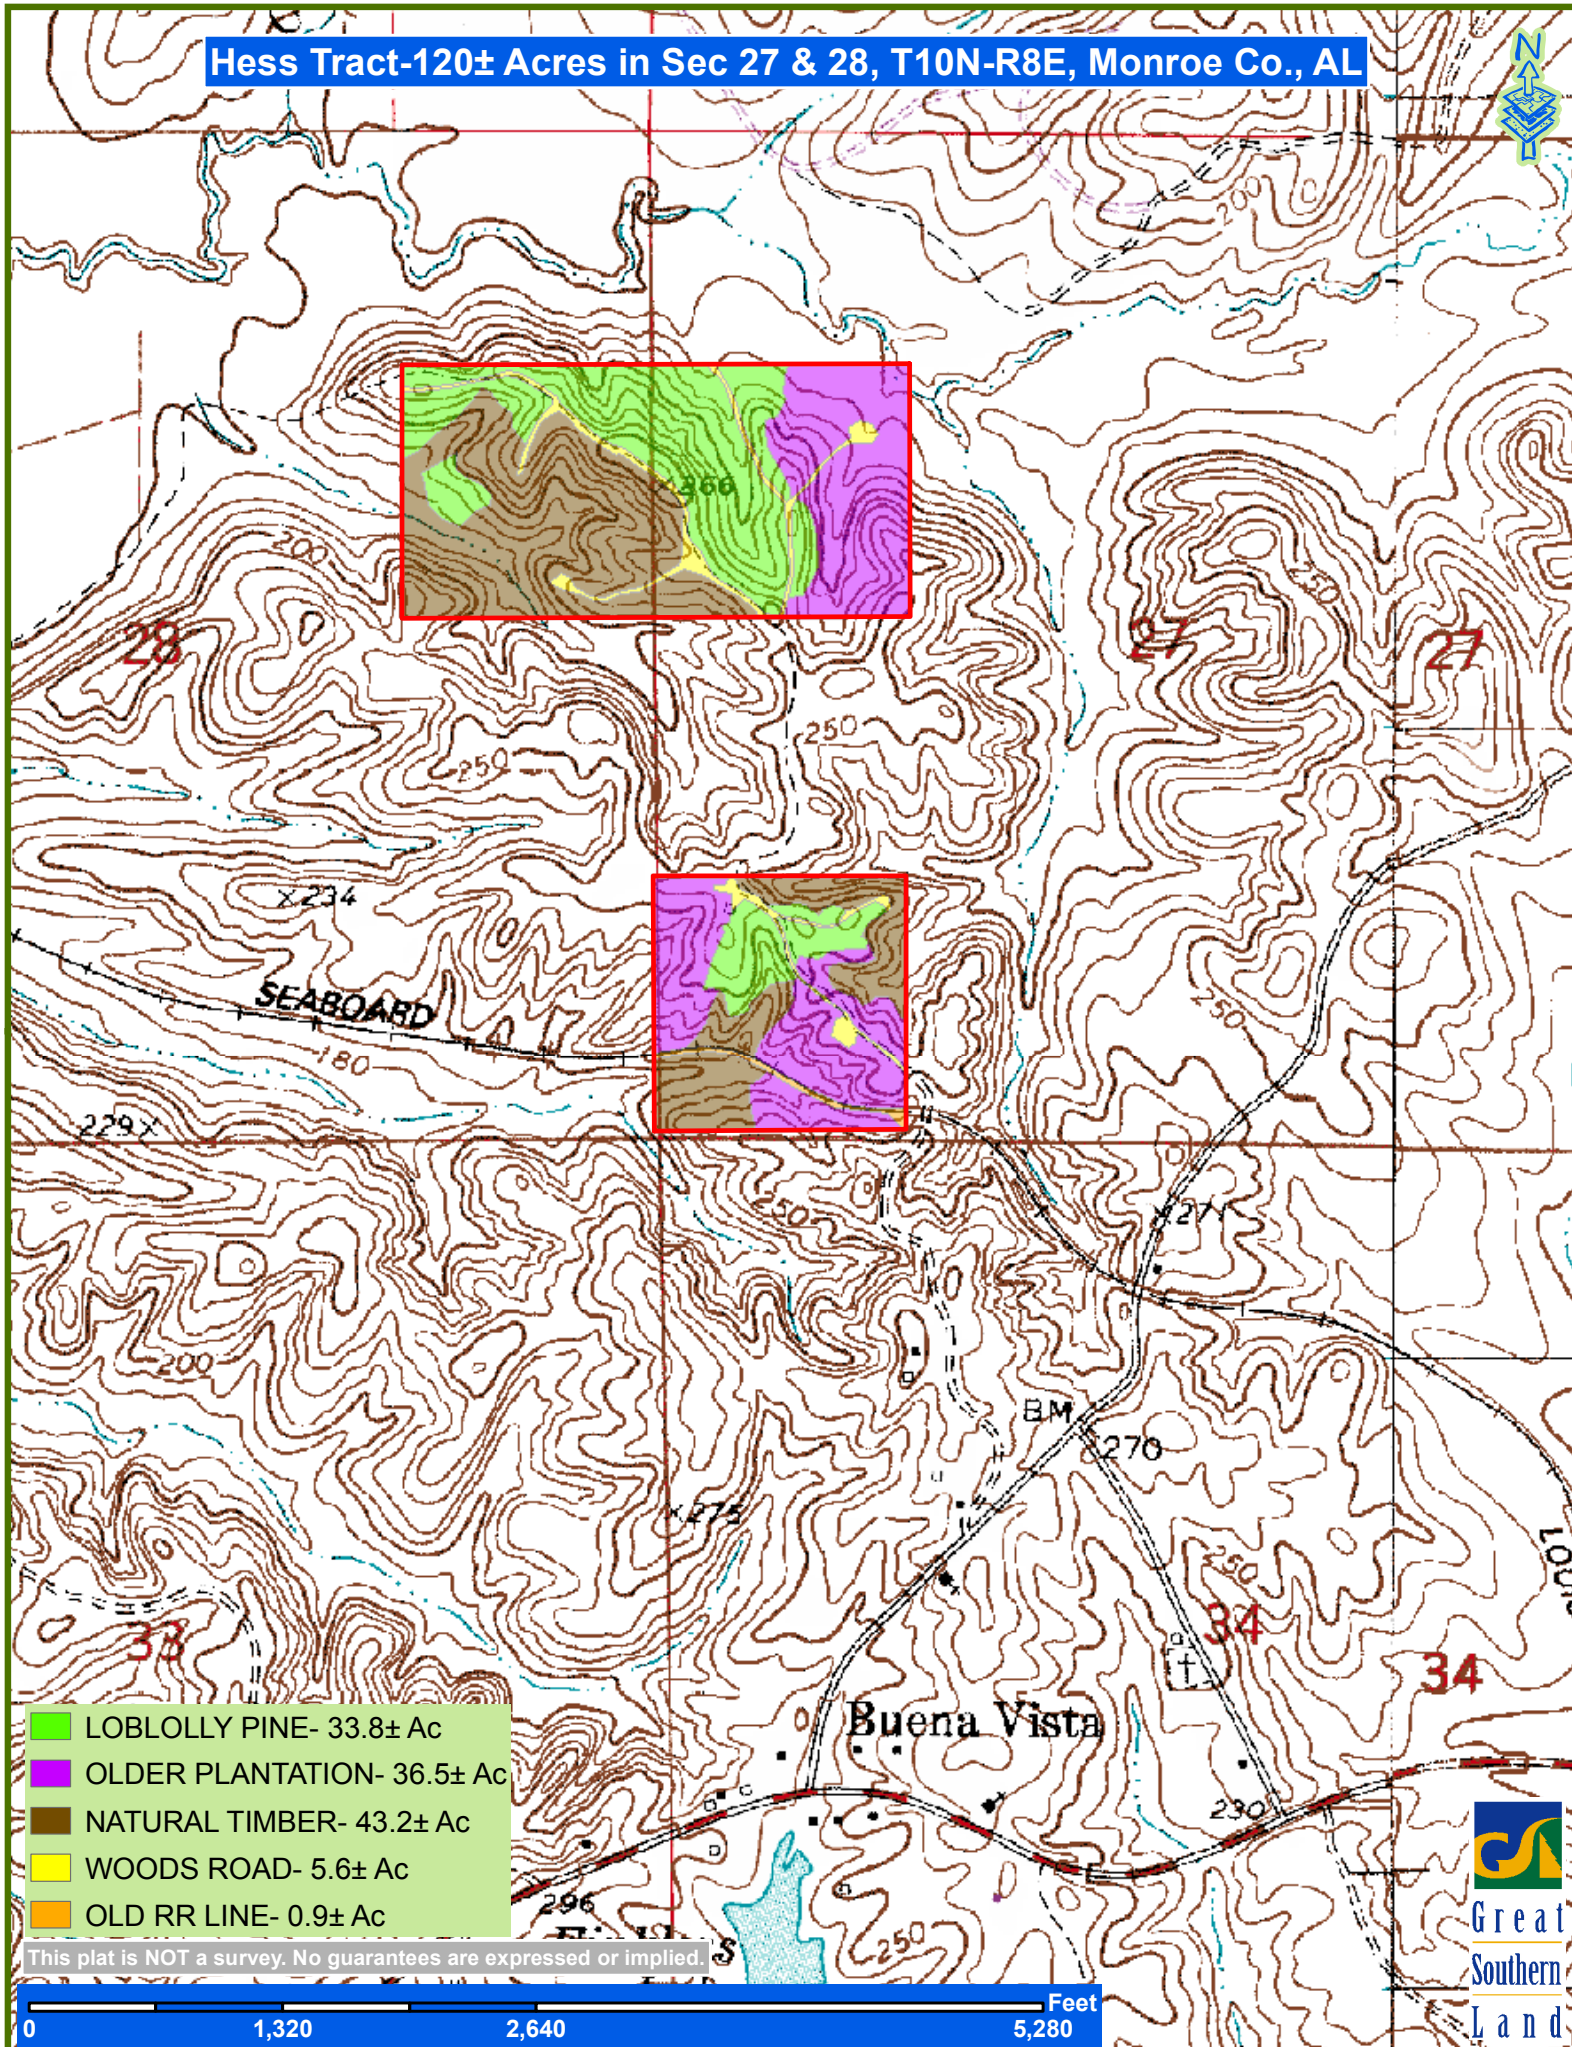 Hess Tract-120± Acres in Sec 27 & 28, T10N-R8E, Monroe Co., AL
N
200
366
200
28
27
27
250
250
250
234
SEABOARD
180
250
229
250
271
200
BM
270
275
250
33
34
34
Buena Vista
230
296
250
LOBLOLLY PINE- 33.8± Ac
OLDER PLANTATION- 36.5± Ac
NATURAL TIMBER- 43.2± Ac
WOODS ROAD- 5.6± Ac
OLD RR LINE- 0.9± Ac
This plat is NOT a survey. No guarantees are expressed or implied.
Feet
0 1,320 2,640 5,280
Great
Southern
Land